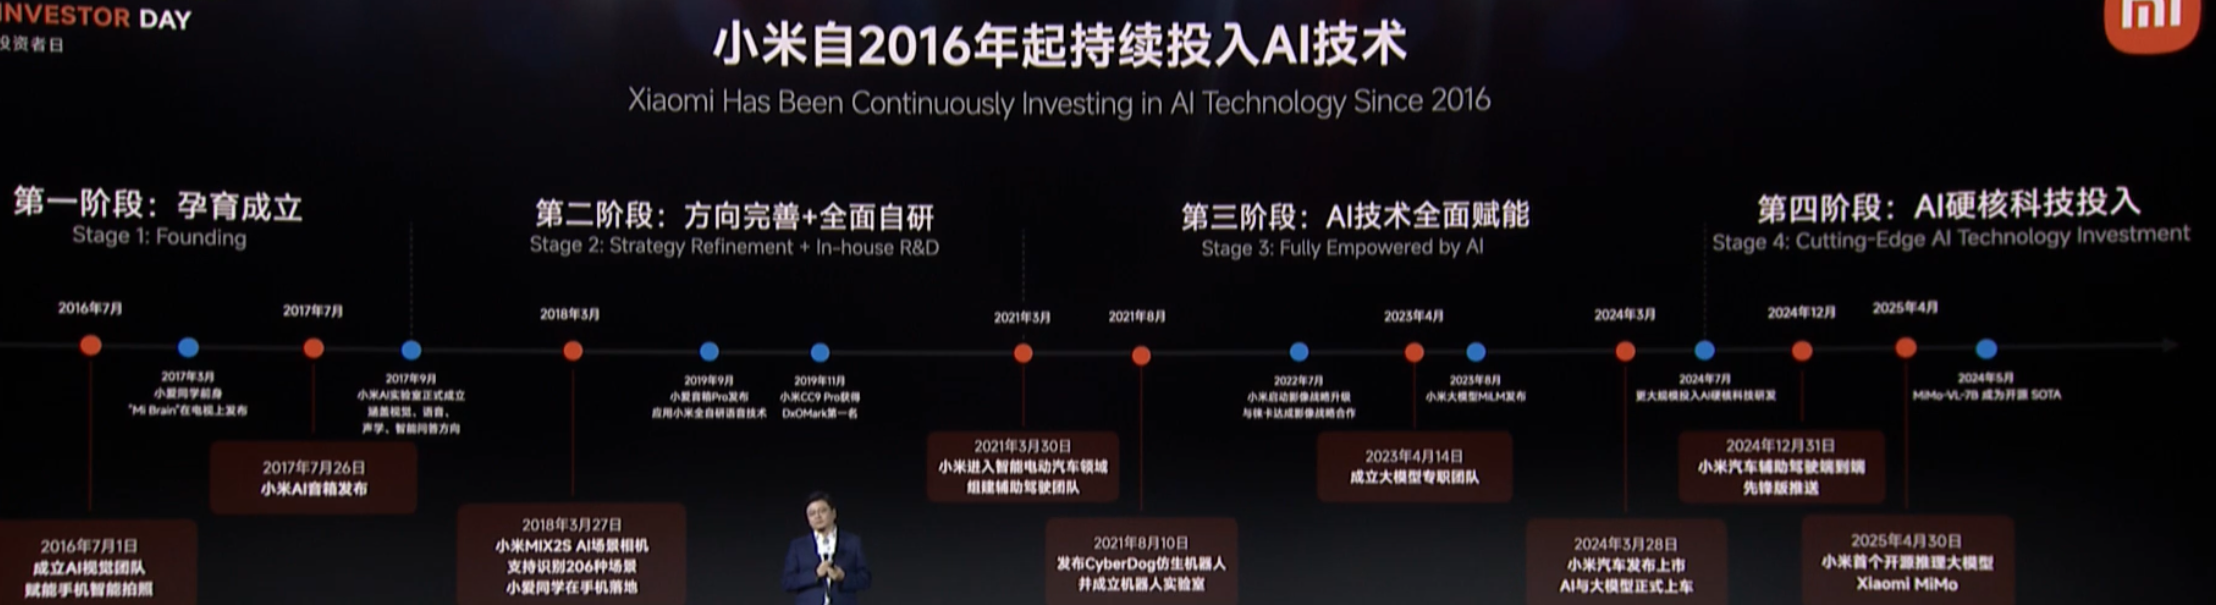 INVESTOR DAY
投资者日
小米自2016年起持续投入AI技术
Xiaomi Has Been Continuously Investing in AI Technology Since 2016
第一阶段：孕育成立
Stage 1: Founding
第二阶段：方向完善+全面自研
Stage 2: Strategy Refinement + In-house R&D
第三阶段：AI技术全面赋能
Stage 3: Fully Empowered by AI
第四阶段：AI硬核科技投入
Stage 4: Cutting-Edge AI Technology Investment
2016年7月
2017年7月
2018年3月
2021年3月
2021年8月
2023年4月
2024年3月
2024年12月
2025年4月
2017年3月
小爱同学前身
"Mi Brain"在电视上发布
2017年9月
小米AI实验室正式成立
涵盖视觉、语音、
声学、智能问答方向
2019年9月
小爱音箱Pro发布
应用小米全自研语音技术
2019年11月
小米CC9 Pro获得
DxOMark第一名
2022年7月
小米启动影像战略升级
与徕卡达成影像战略合作
2023年8月
小米大模型MiLM发布
2024年7月
更大规模投入AI硬核科技研发
2024年5月
MiMo-VL-7B 成为开源 SOTA
2016年7月1日
成立AI视觉团队
赋能手机智能拍照
2017年7月26日
小米AI音箱发布
2018年3月27日
小米MIX2S AI场景相机
支持识别206种场景
小爱同学在手机落地
2021年3月30日
小米进入智能电动汽车领域
组建辅助驾驶团队
2021年8月10日
发布CyberDog仿生机器人
并成立机器人实验室
2023年4月14日
成立大模型专职团队
2024年3月28日
小米汽车发布上市
AI与大模型正式上车
2024年12月31日
小米汽车辅助驾驶端到端
先锋版推送
2025年4月30日
小米首个开源推理大模型
Xiaomi MiMo